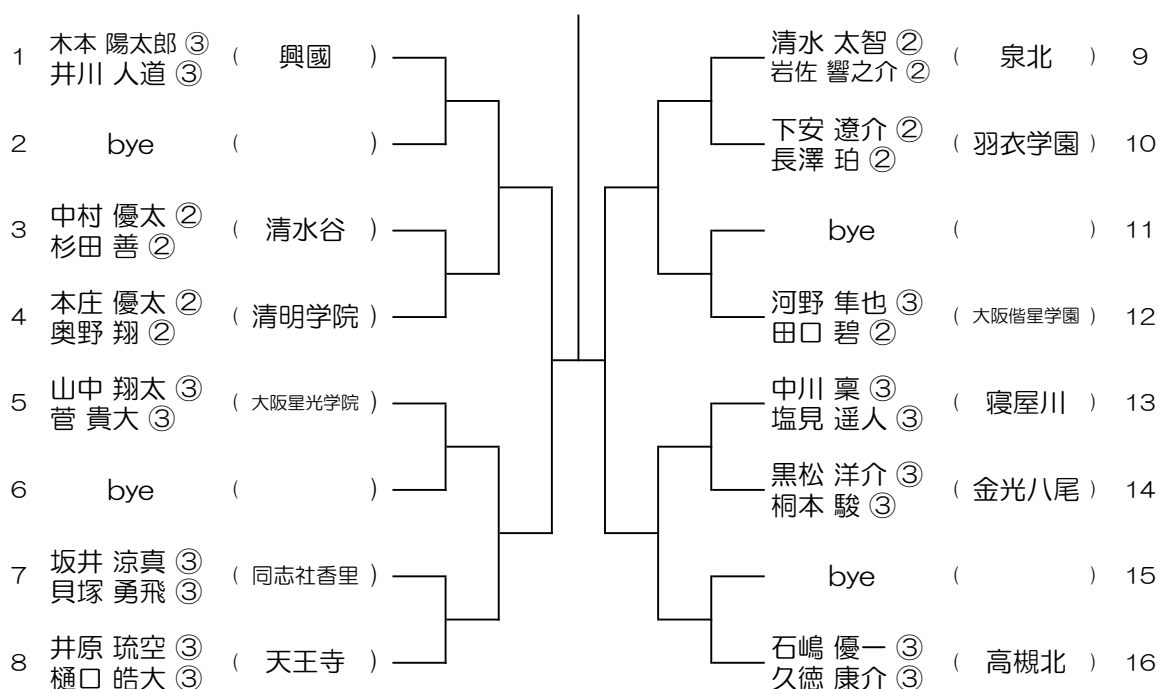 1 木本 陽太郎 ③ ( 興國 )
井川 人道 ③
2 bye ( )
3 中村 優太 ② ( 清水谷 )
杉田 善 ②
4 本庄 優太 ② ( 清明学院 )
奥野 翔 ②
5 山中 翔太 ③ ( 大阪星光学院 )
菅 貴大 ③
6 bye ( )
7 坂井 涼真 ③ ( 同志社香里 )
貝塚 勇飛 ③
8 井原 琉空 ③ ( 天王寺 )
樋口 皓大 ③
清水 太智 ② ( 泉北 ) 9
岩佐 響之介 ②
下安 遼介 ② ( 羽衣学園 ) 10
長澤 珀 ②
bye ( ) 11
河野 隼也 ③ ( 大阪偕星学園 ) 12
田口 碧 ②
中川 稟 ③ ( 寝屋川 ) 13
塩見 遥人 ③
黒松 洋介 ③ ( 金光八尾 ) 14
桐本 駿 ③
bye ( ) 15
石嶋 優一 ③ ( 高槻北 ) 16
久徳 康介 ③